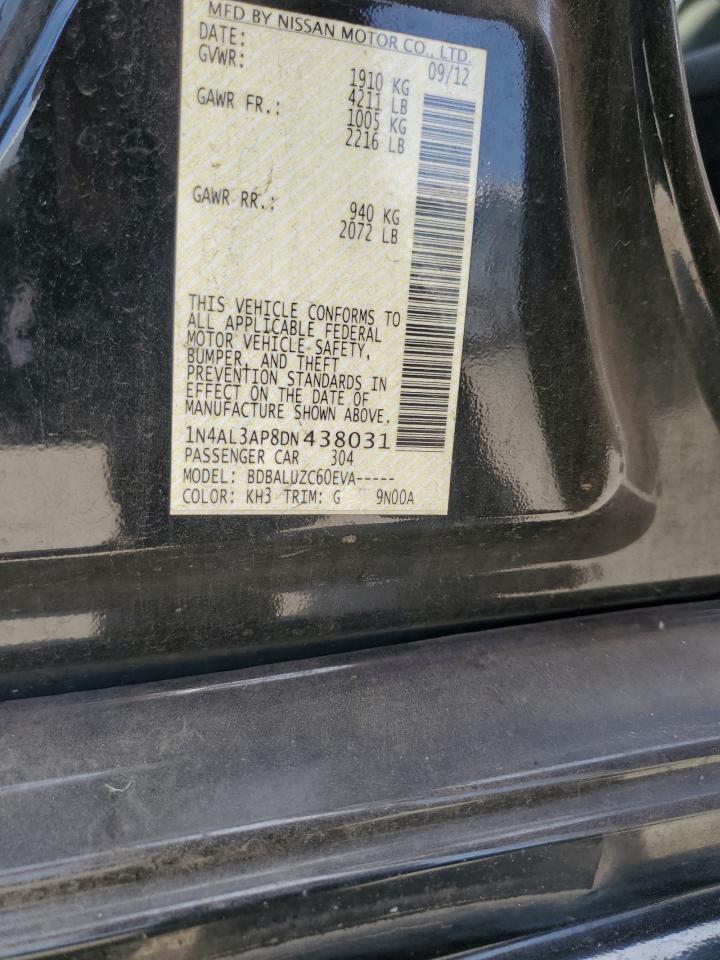 MFD BY NISSAN MOTOR CO., LTD.
DATE: 09/12
GVWR: 1910 KG
4211 LB
GAWR FR.: 1005 KG
2216 LB
GAWR RR.: 940 KG
2072 LB
THIS VEHICLE CONFORMS TO
ALL APPLICABLE FEDERAL
MOTOR VEHICLE SAFETY,
BUMPER, AND THEFT
PREVENTION STANDARDS IN
EFFECT ON THE DATE OF
MANUFACTURE SHOWN ABOVE.
1N4AL3AP8DN438031
PASSENGER CAR 304
MODEL: BDBALUZC60EVA-----
COLOR: KH3 TRIM: G 9N00A